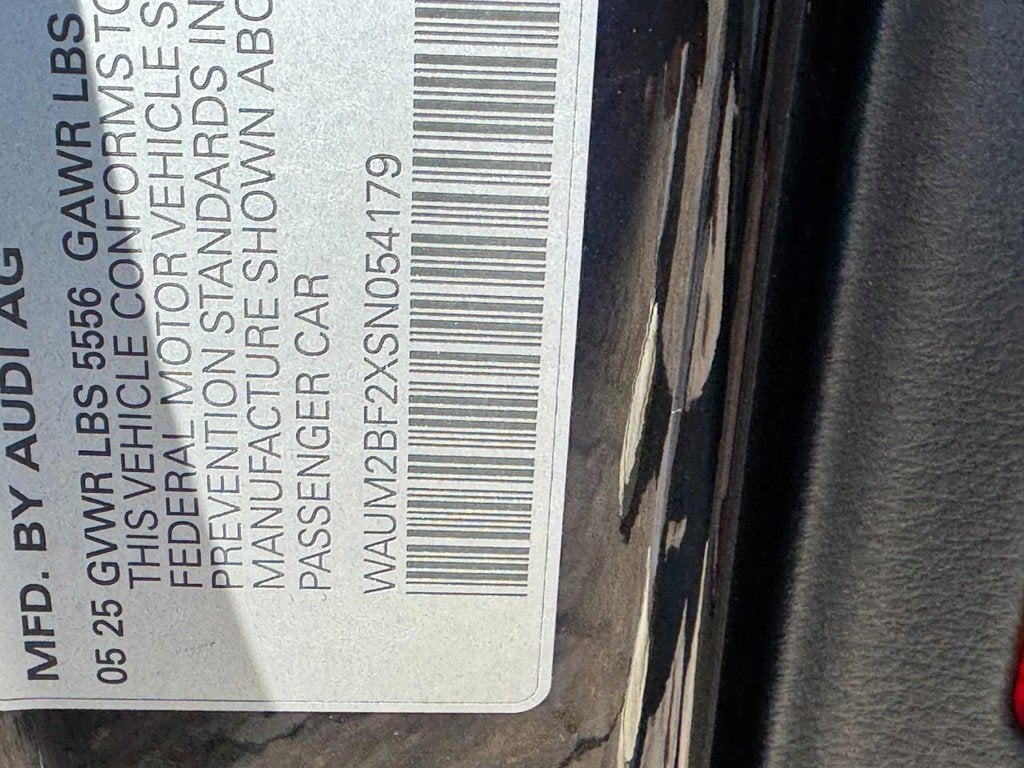 MFD. BY AUDI AG
05 25 GVWR LBS 5556 GAWR LBS
THIS VEHICLE CONFORMS TO
FEDERAL MOTOR VEHICLE S
PREVENTION STANDARDS IN
MANUFACTURE SHOWN ABO
PASSENGER CAR
WAUM2BF2XSN054179